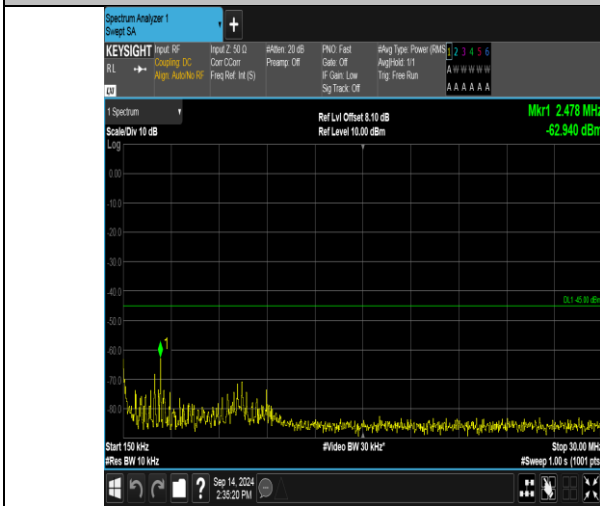 Spectrum Analyzer 1
Swept SA
+
KEYSIGHT
RL
Input: RF
Coupling: DC
Align: Auto/No RF
Input Z: 50 Ω
Corr CCorr
Freq Ref: Int (S)
#Atten: 20 dB
Preamp: Off
PNO: Fast
Gate: Off
IF Gain: Low
Sig Track: Off
#Avg Type: Power (RMS
Avg|Hold: 1/1
Trig: Free Run
1 2 3 4 5 6
A W W W W W
A A A A A A
1 Spectrum
Scale/Div 10 dB
Log
Ref Lvl Offset 8.10 dB
Ref Level 10.00 dBm
Mkr1 2.478 MHz
-62.940 dBm
0.00
-10.0
-20.0
-30.0
-40.0
DL1 -45.00 dBm
-50.0
-60.0
1
-70.0
-80.0
Start 150 kHz
#Video BW 30 kHz*
Stop 30.00 MHz
#Res BW 10 kHz
#Sweep 1.00 s (1001 pts
?
Sep 14, 2024
2:35:20 PM